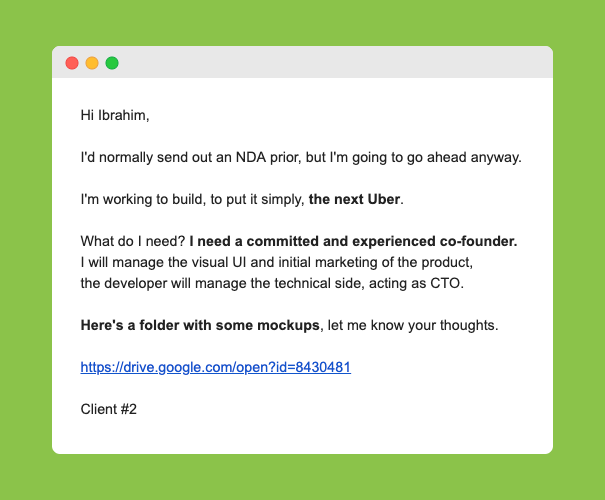 Hi Ibrahim,
I'd normally send out an NDA prior, but I'm going to go ahead anyway.
I'm working to build, to put it simply, the next Uber.
What do I need? I need a committed and experienced co-founder.
I will manage the visual UI and initial marketing of the product,
the developer will manage the technical side, acting as CTO.
Here's a folder with some mockups, let me know your thoughts.
https://drive.google.com/open?id=8430481
Client #2